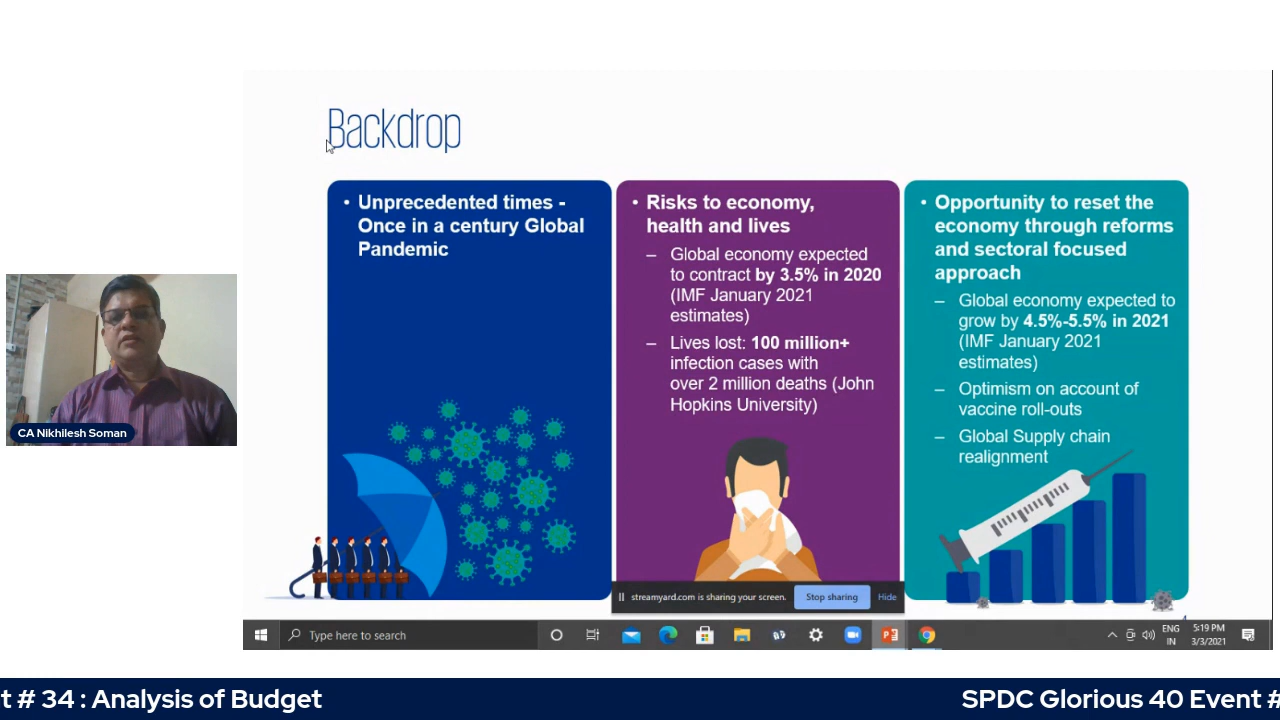 Backdrop
• Unprecedented times -
Once in a century Global
Pandemic
• Risks to economy,
health and lives
– Global economy expected
to contract by 3.5% in 2020
(IMF January 2021
estimates)
– Lives lost: 100 million+
infection cases with
over 2 million deaths (John
Hopkins University)
• Opportunity to reset the
economy through reforms
and sectoral focused
approach
– Global economy expected to
grow by 4.5%-5.5% in 2021
(IMF January 2021
estimates)
– Optimism on account of
vaccine roll-outs
– Global Supply chain
realignment
CA Nikhilesh Soman
streamyard.com is sharing your screen.
Stop sharing
Hide
Type here to search
ENG
IN
5:19 PM
3/3/2021
t # 34 : Analysis of Budget
SPDC Glorious 40 Event #